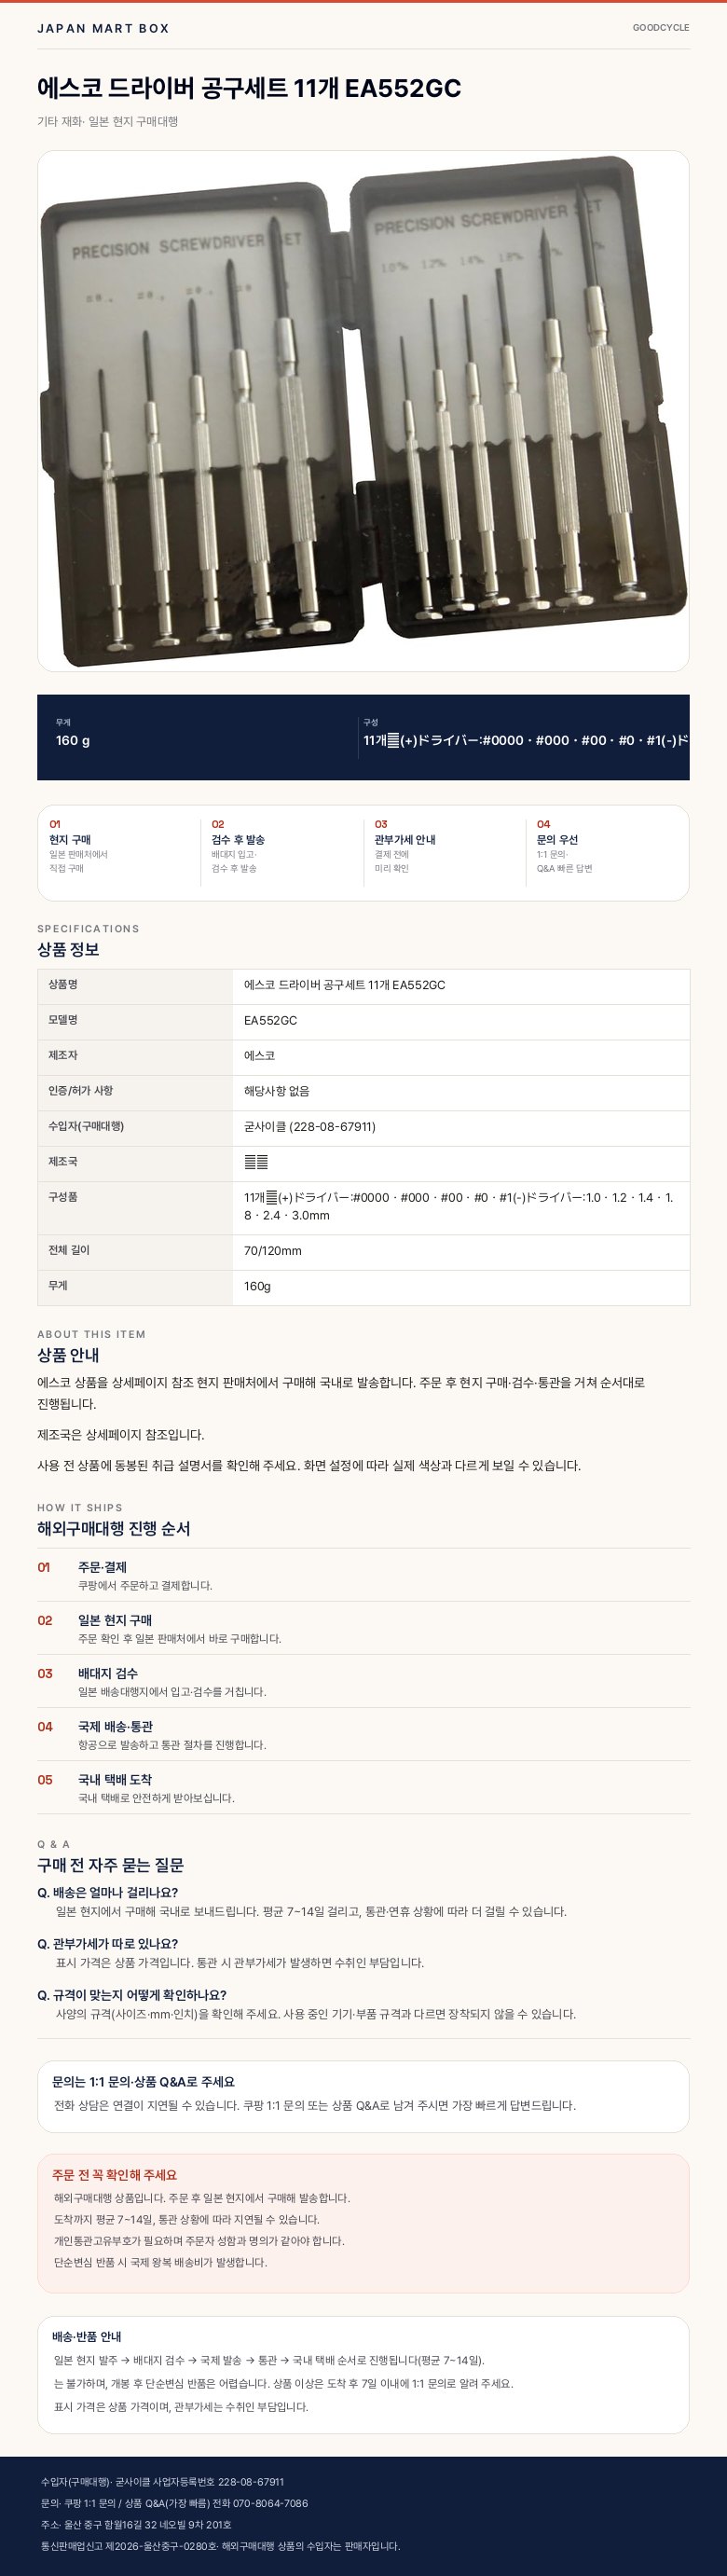 JAPAN MART BOX
GOODCYCLE
에스코 드라이버 공구세트 11개 EA552GC
기타 재화· 일본 현지 구매대행
PRECISION SCREWDRIVER SET
PRECISION SCREWDRIVER SET
무게
160 g
구성
11개(+)ドライバー:#0000・#000・#00・#0・#1(-)ド
01
현지 구매
일본 판매처에서
직접 구매
02
검수 후 발송
배대지 입고·
검수 후 발송
03
관부가세 안내
결제 전에
미리 확인
04
문의 우선
1:1 문의·
Q&A 빠른 답변
SPECIFICATIONS
상품 정보
상품명 에스코 드라이버 공구세트 11개 EA552GC
모델명 EA552GC
제조자 에스코
인증/허가 사항 해당사항 없음
수입자(구매대행) 굳사이클 (228-08-67911)
제조국
구성품 11개(+)ドライバー:#0000・#000・#00・#0・#1(-)ドライバー:1.0・1.2・1.4・1.
8・2.4・3.0mm
전체 길이 70/120mm
무게 160g
ABOUT THIS ITEM
상품 안내
에스코 상품을 상세페이지 참조 현지 판매처에서 구매해 국내로 발송합니다. 주문 후 현지 구매·검수·통관을 거쳐 순서대로
진행됩니다.
제조국은 상세페이지 참조입니다.
사용 전 상품에 동봉된 취급 설명서를 확인해 주세요. 화면 설정에 따라 실제 색상과 다르게 보일 수 있습니다.
HOW IT SHIPS
해외구매대행 진행 순서
01 주문·결제
쿠팡에서 주문하고 결제합니다.
02 일본 현지 구매
주문 확인 후 일본 판매처에서 바로 구매합니다.
03 배대지 검수
일본 배송대행지에서 입고·검수를 거칩니다.
04 국제 배송·통관
항공으로 발송하고 통관 절차를 진행합니다.
05 국내 택배 도착
국내 택배로 안전하게 받아보십니다.
Q & A
구매 전 자주 묻는 질문
Q. 배송은 얼마나 걸리나요?
일본 현지에서 구매해 국내로 보내드립니다. 평균 7~14일 걸리고, 통관·연휴 상황에 따라 더 걸릴 수 있습니다.
Q. 관부가세가 따로 있나요?
표시 가격은 상품 가격입니다. 통관 시 관부가세가 발생하면 수취인 부담입니다.
Q. 규격이 맞는지 어떻게 확인하나요?
사양의 규격(사이즈·mm·인치)을 확인해 주세요. 사용 중인 기기·부품 규격과 다르면 장착되지 않을 수 있습니다.
문의는 1:1 문의·상품 Q&A로 주세요
전화 상담은 연결이 지연될 수 있습니다. 쿠팡 1:1 문의 또는 상품 Q&A로 남겨 주시면 가장 빠르게 답변드립니다.
주문 전 꼭 확인해 주세요
해외구매대행 상품입니다. 주문 후 일본 현지에서 구매해 발송합니다.
도착까지 평균 7~14일, 통관 상황에 따라 지연될 수 있습니다.
개인통관고유부호가 필요하며 주문자 성함과 명의가 같아야 합니다.
단순변심 반품 시 국제 왕복 배송비가 발생합니다.
배송·반품 안내
일본 현지 발주 → 배대지 검수 → 국제 발송 → 통관 → 국내 택배 순서로 진행됩니다(평균 7~14일).
는 불가하며, 개봉 후 단순변심 반품은 어렵습니다. 상품 이상은 도착 후 7일 이내에 1:1 문의로 알려 주세요.
표시 가격은 상품 가격이며, 관부가세는 수취인 부담입니다.
수입자(구매대행)· 굳사이클 사업자등록번호 228-08-67911
문의· 쿠팡 1:1 문의 / 상품 Q&A(가장 빠름) 전화 070-8064-7086
주소· 울산 중구 함월16길 32 네오빌 9차 201호
통신판매업신고 제2026-울산중구-0280호· 해외구매대행 상품의 수입자는 판매자입니다.